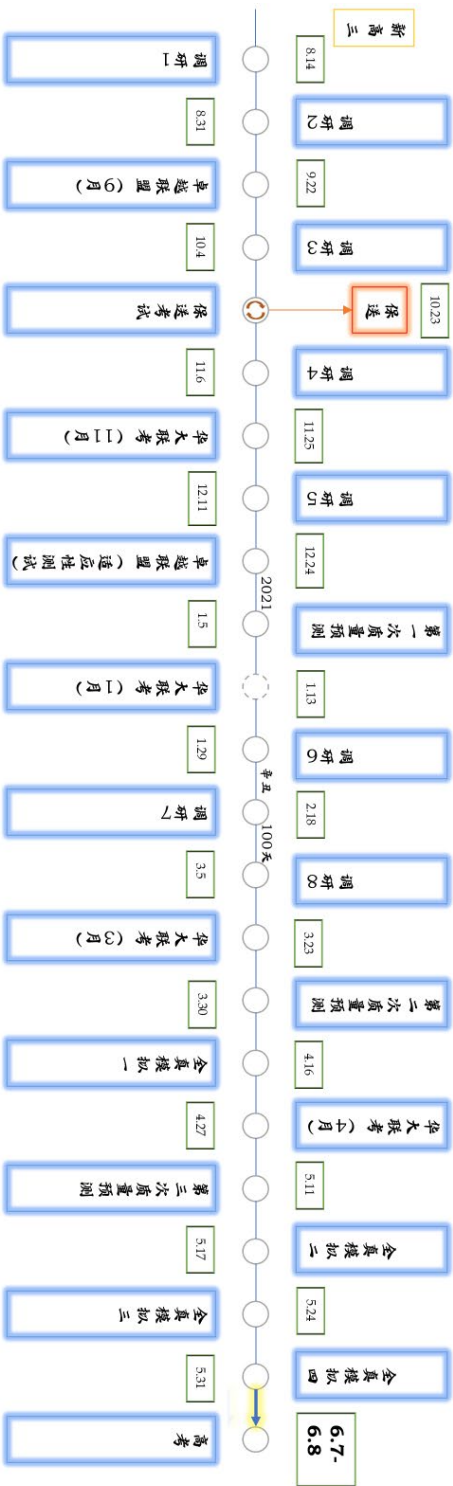 新高三
8.14
调研1
调研2
8.31
9.22
卓越联盟（9月）
调研3
10.4
10.23
保送
保送考试
调研4
11.6
11.25
华大联考（11月）
调研5
12.11
12.24
卓越联盟（适应性测试）
2021
第一次质量预测
1.5
1.13
华大联考（1月）
调研6
1.29
辛丑
2.18
调研7
100天
调研8
3.5
3.23
华大联考（3月）
第二次质量预测
3.30
4.16
全真模拟一
华大联考（4月）
4.27
5.11
第三次质量预测
全真模拟二
5.17
5.24
全真模拟三
全真模拟四
5.31
6.7-
6.8
高考